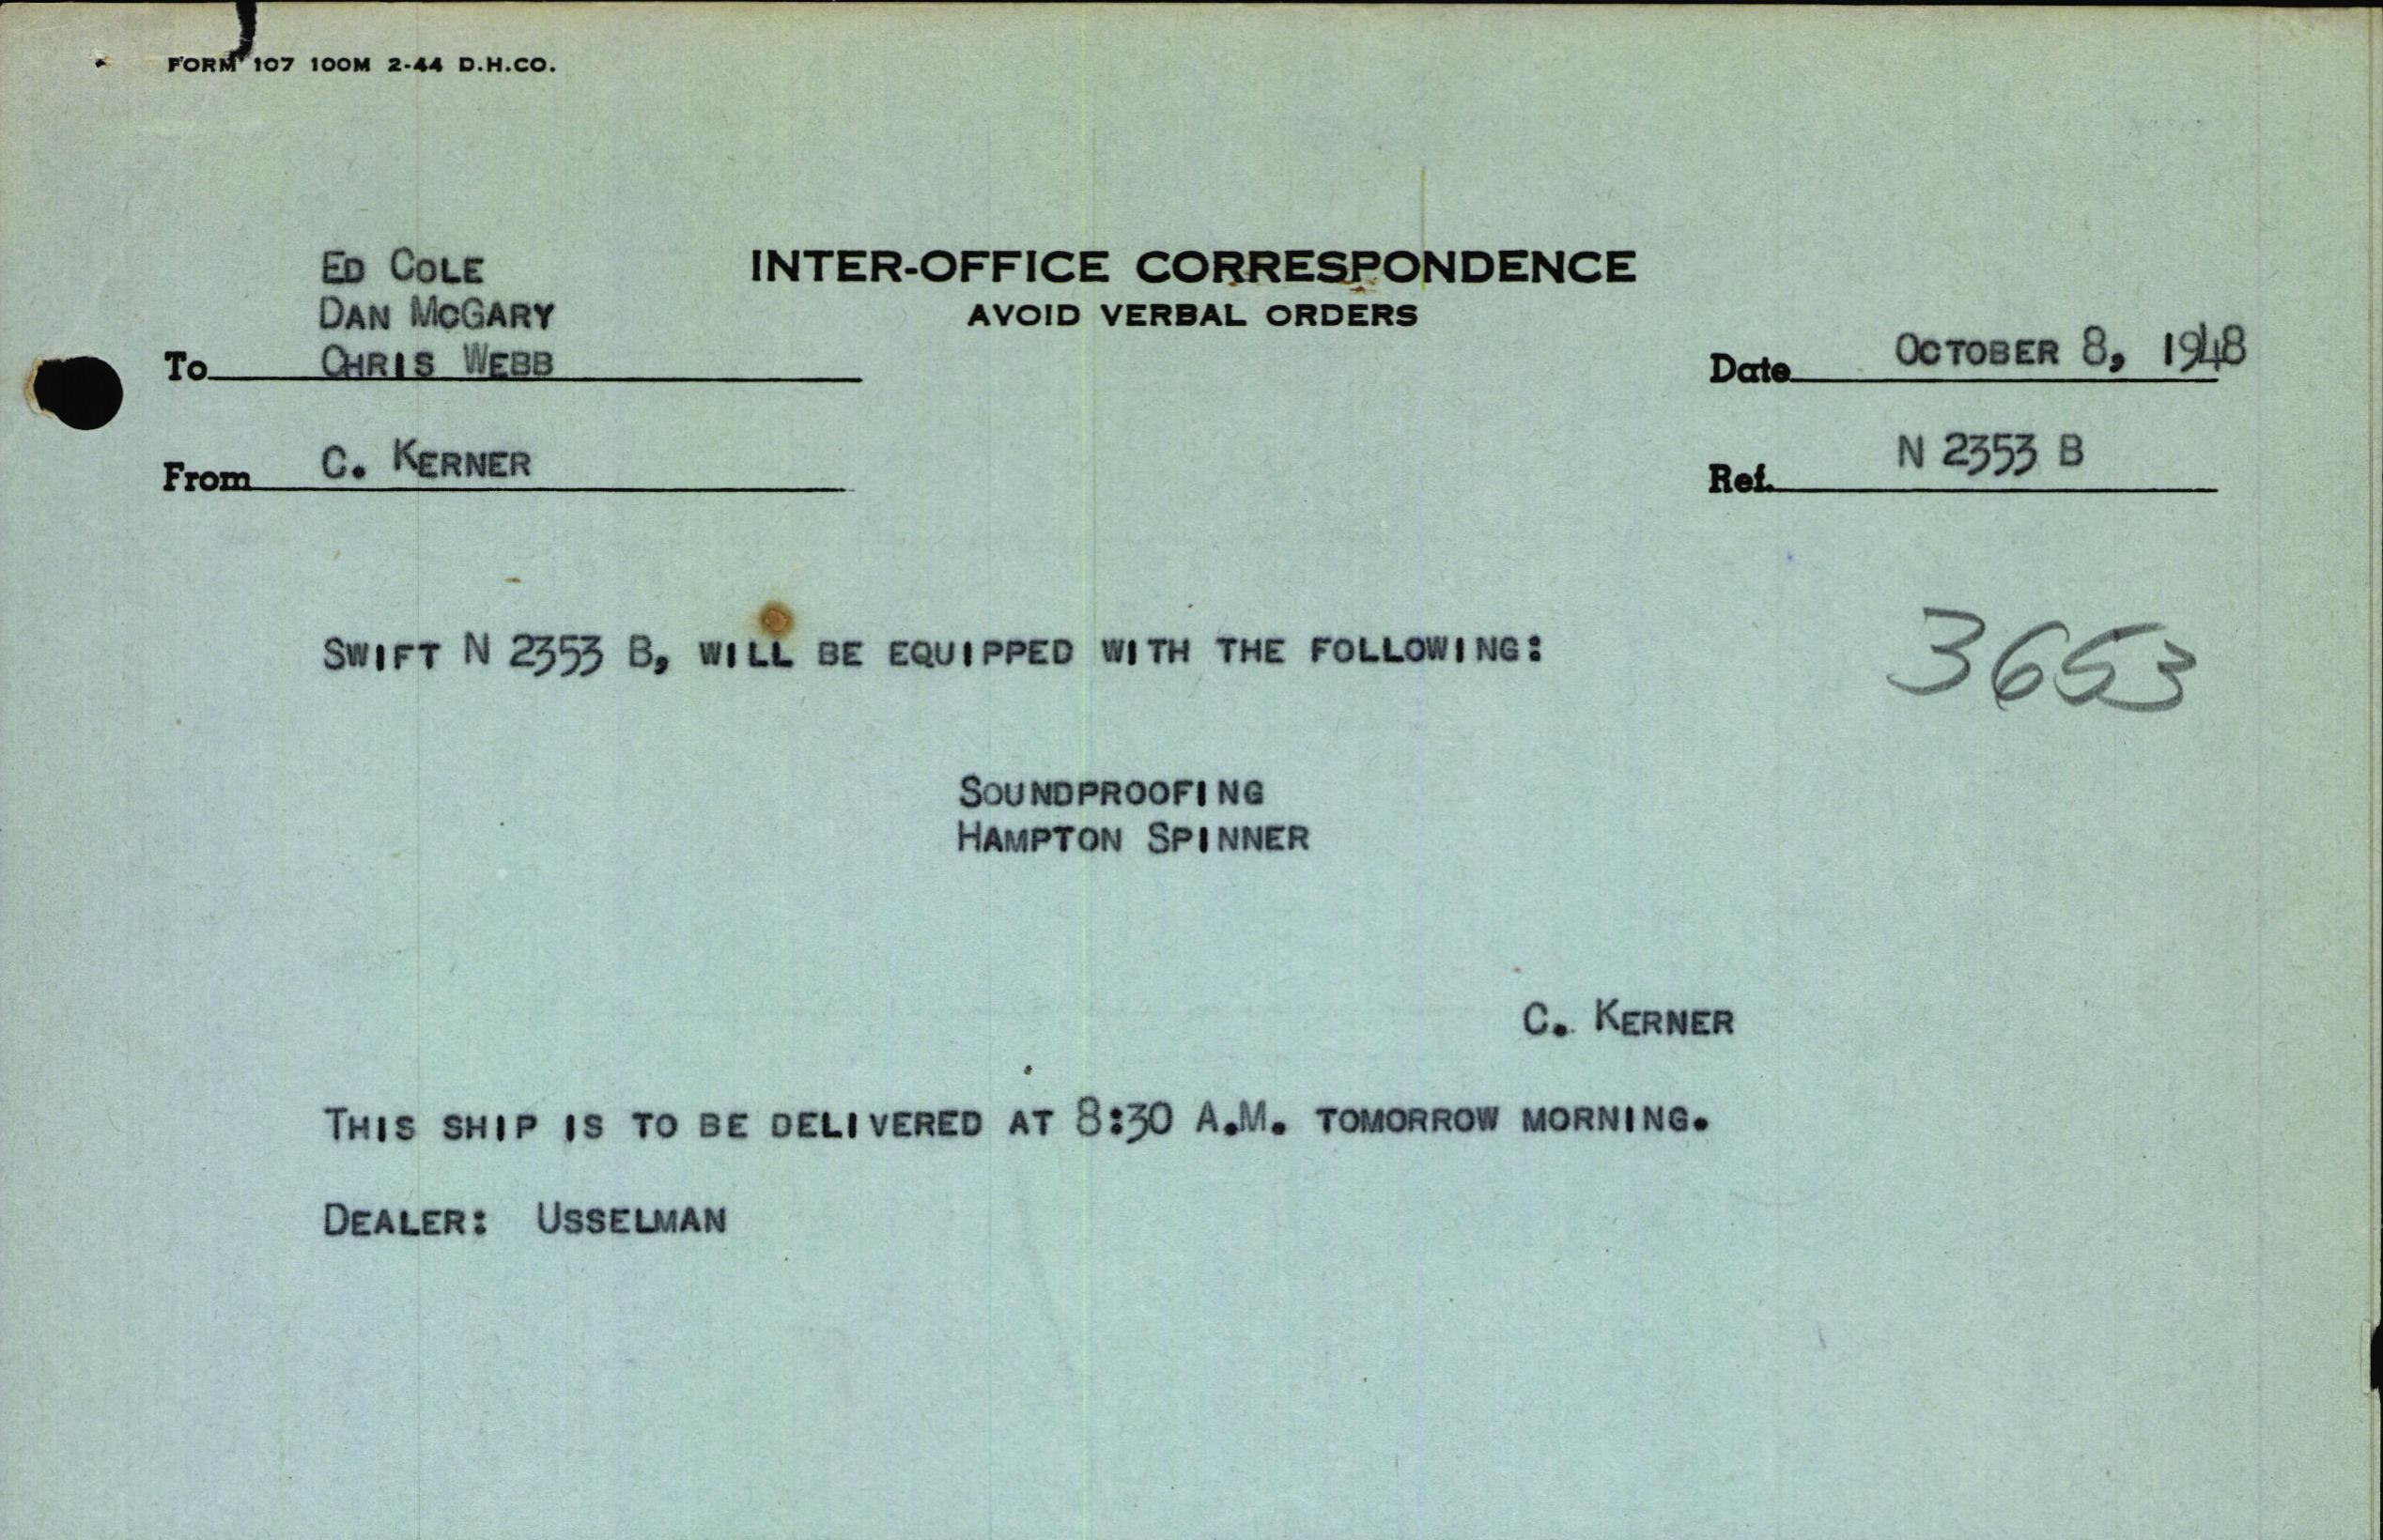 FORM 107 100M 2-44 D.H.CO.
INTER-OFFICE CORRESPONDENCE
AVOID VERBAL ORDERS
ED COLE
DAN MCGARY
To CHRIS WEBB
Date OCTOBER 8, 1948
From C. KERNER
Ref. N 2353 B
SWIFT N 2353 B, WILL BE EQUIPPED WITH THE FOLLOWING:
3653
SOUNDPROOFING
HAMPTON SPINNER
C. KERNER
THIS SHIP IS TO BE DELIVERED AT 8:30 A.M. TOMORROW MORNING.
DEALER: USSELMAN